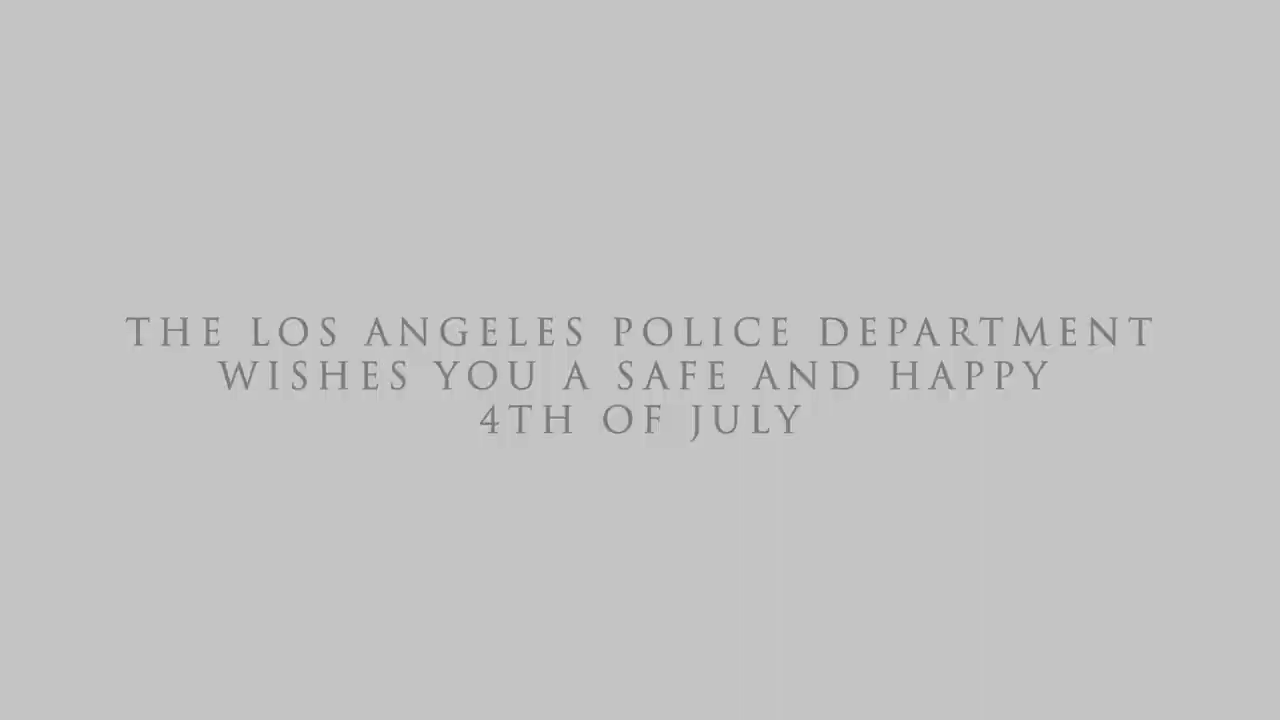 THE LOS ANGELES POLICE DEPARTMENT
WISHES YOU A SAFE AND HAPPY
4TH OF JULY